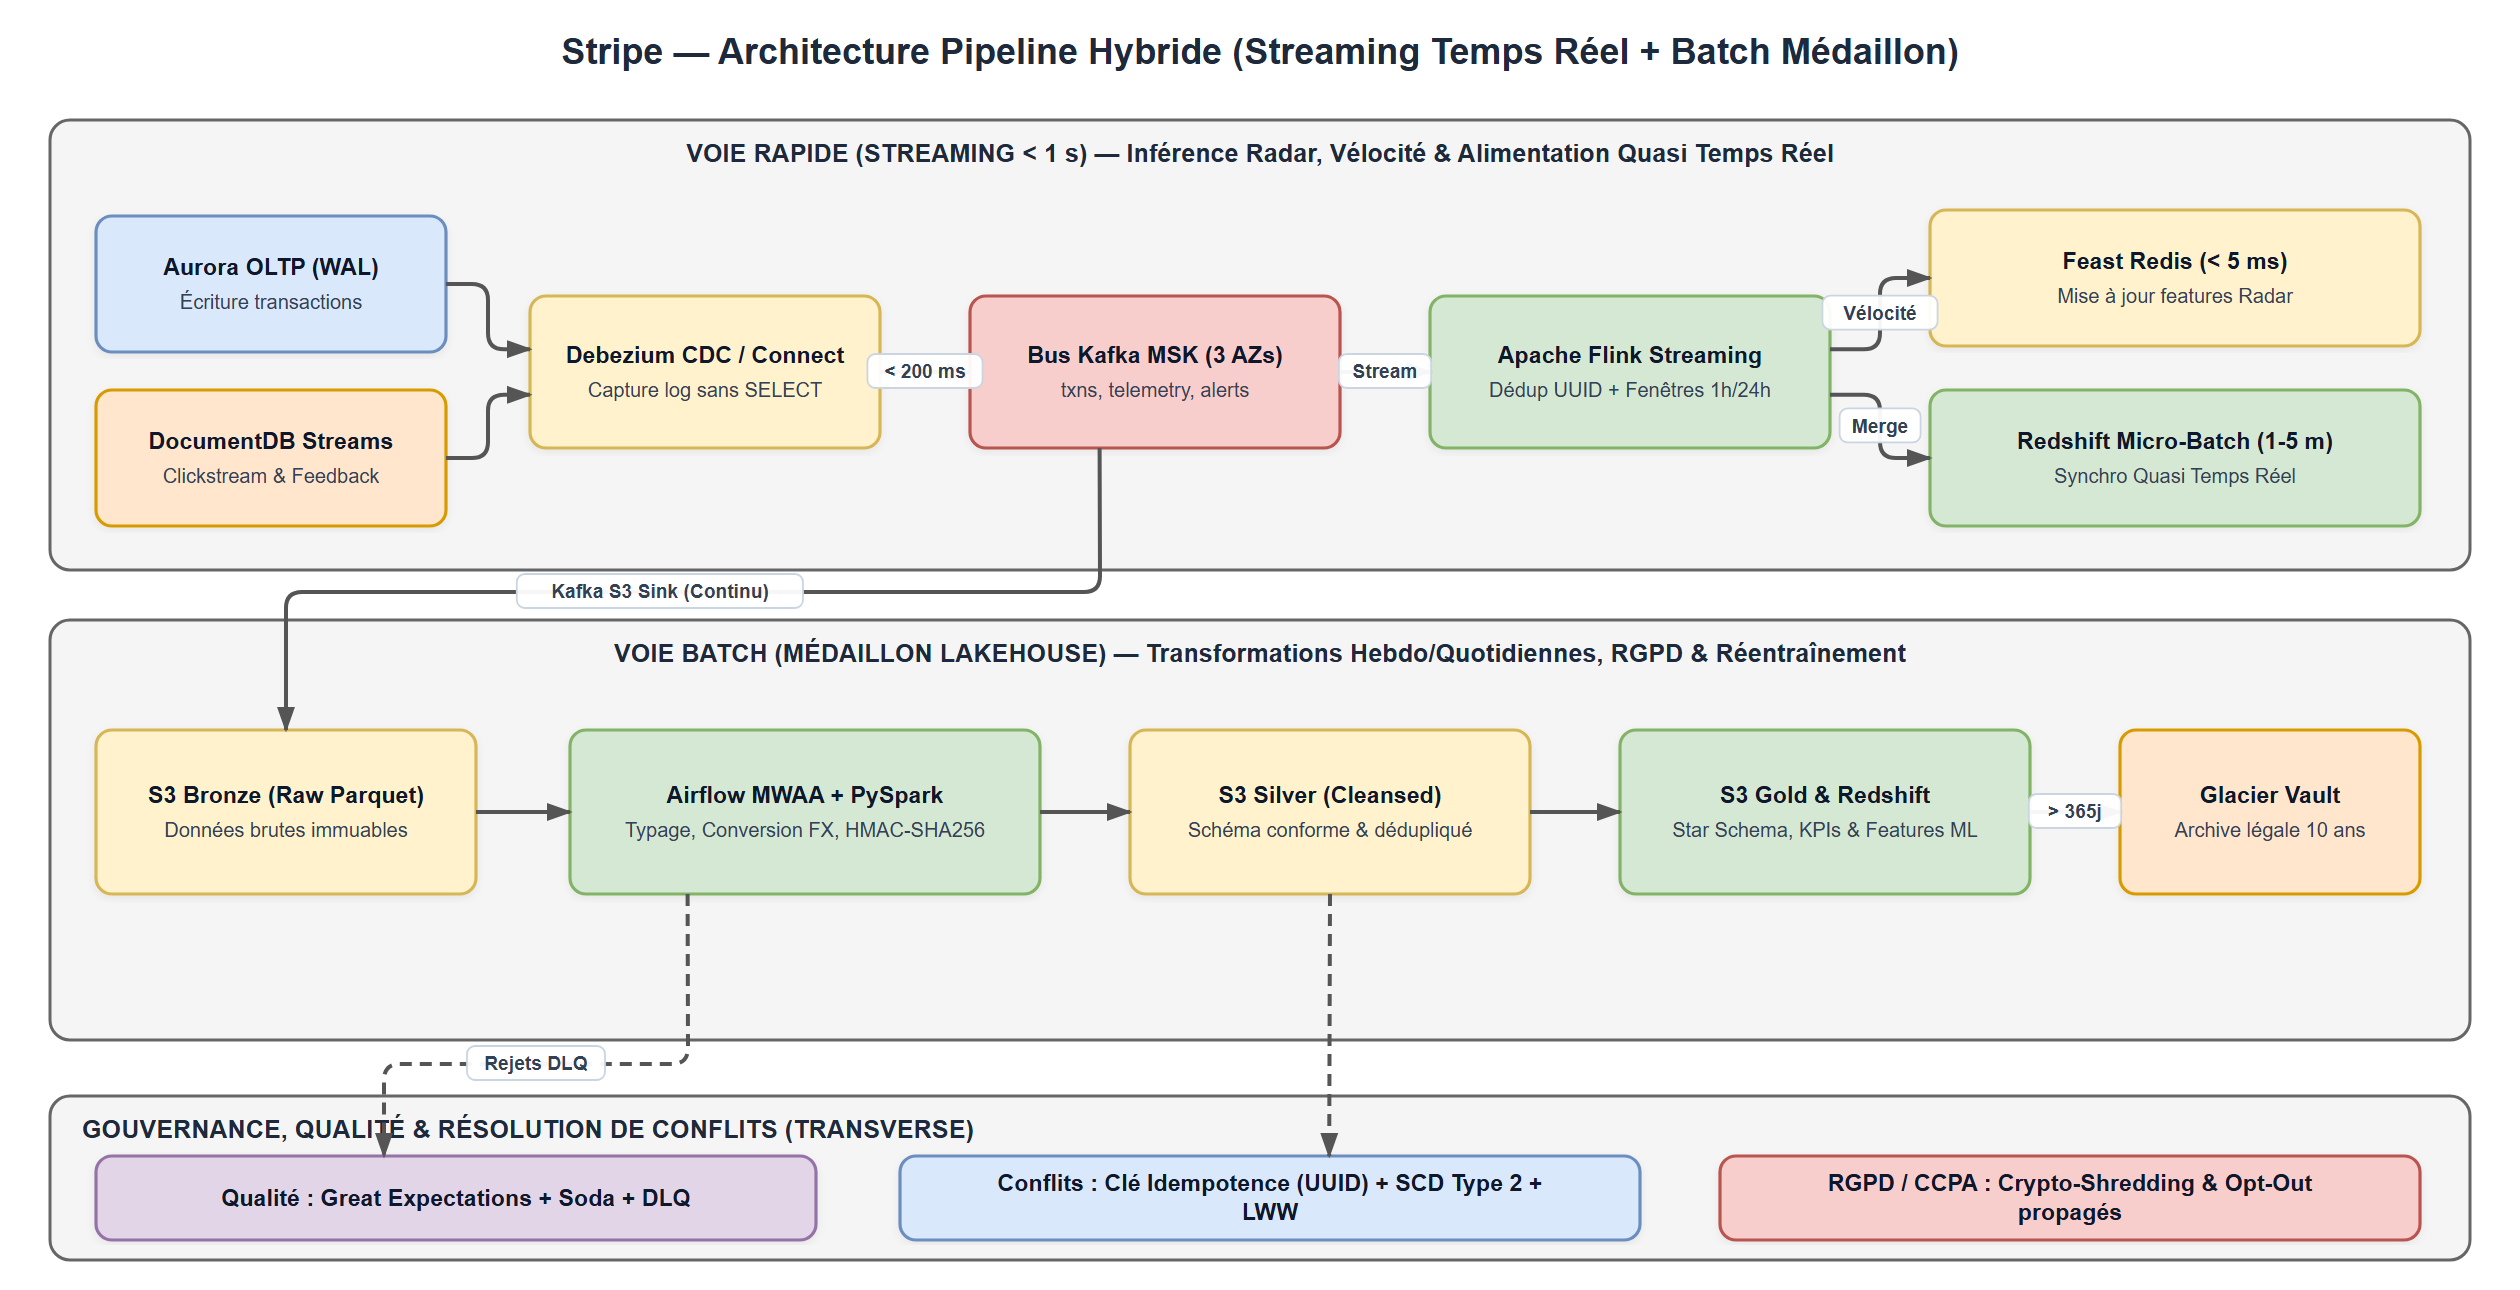 Stripe — Architecture Pipeline Hybride (Streaming Temps Réel + Batch Médaillon)
VOIE RAPIDE (STREAMING < 1 s) — Inférence Radar, Vélocité & Alimentation Quasi Temps Réel
Aurora OLTP (WAL)
Écriture transactions
DocumentDB Streams
Clickstream & Feedback
Debezium CDC / Connect
Capture log sans SELECT
< 200 ms
Bus Kafka MSK (3 AZs)
txns, telemetry, alerts
Stream
Apache Flink Streaming
Dédup UUID + Fenêtres 1h/24h
Vélocité
Merge
Feast Redis (< 5 ms)
Mise à jour features Radar
Redshift Micro-Batch (1-5 m)
Synchro Quasi Temps Réel
Kafka S3 Sink (Continu)
VOIE BATCH (MÉDAILLON LAKEHOUSE) — Transformations Hebdo/Quotidiennes, RGPD & Réentraînement
S3 Bronze (Raw Parquet)
Données brutes immuables
Airflow MWAA + PySpark
Typage, Conversion FX, HMAC-SHA256
S3 Silver (Cleansed)
Schéma conforme & dédupliqué
S3 Gold & Redshift
Star Schema, KPIs & Features ML
> 365j
Glacier Vault
Archive légale 10 ans
Rejets DLQ
GOUVERNANCE, QUALITÉ & RÉSOLUTION DE CONFLITS (TRANSVERSE)
Qualité : Great Expectations + Soda + DLQ
Conflits : Clé Idempotence (UUID) + SCD Type 2 +
LWW
RGPD / CCPA : Crypto-Shredding & Opt-Out
propagés